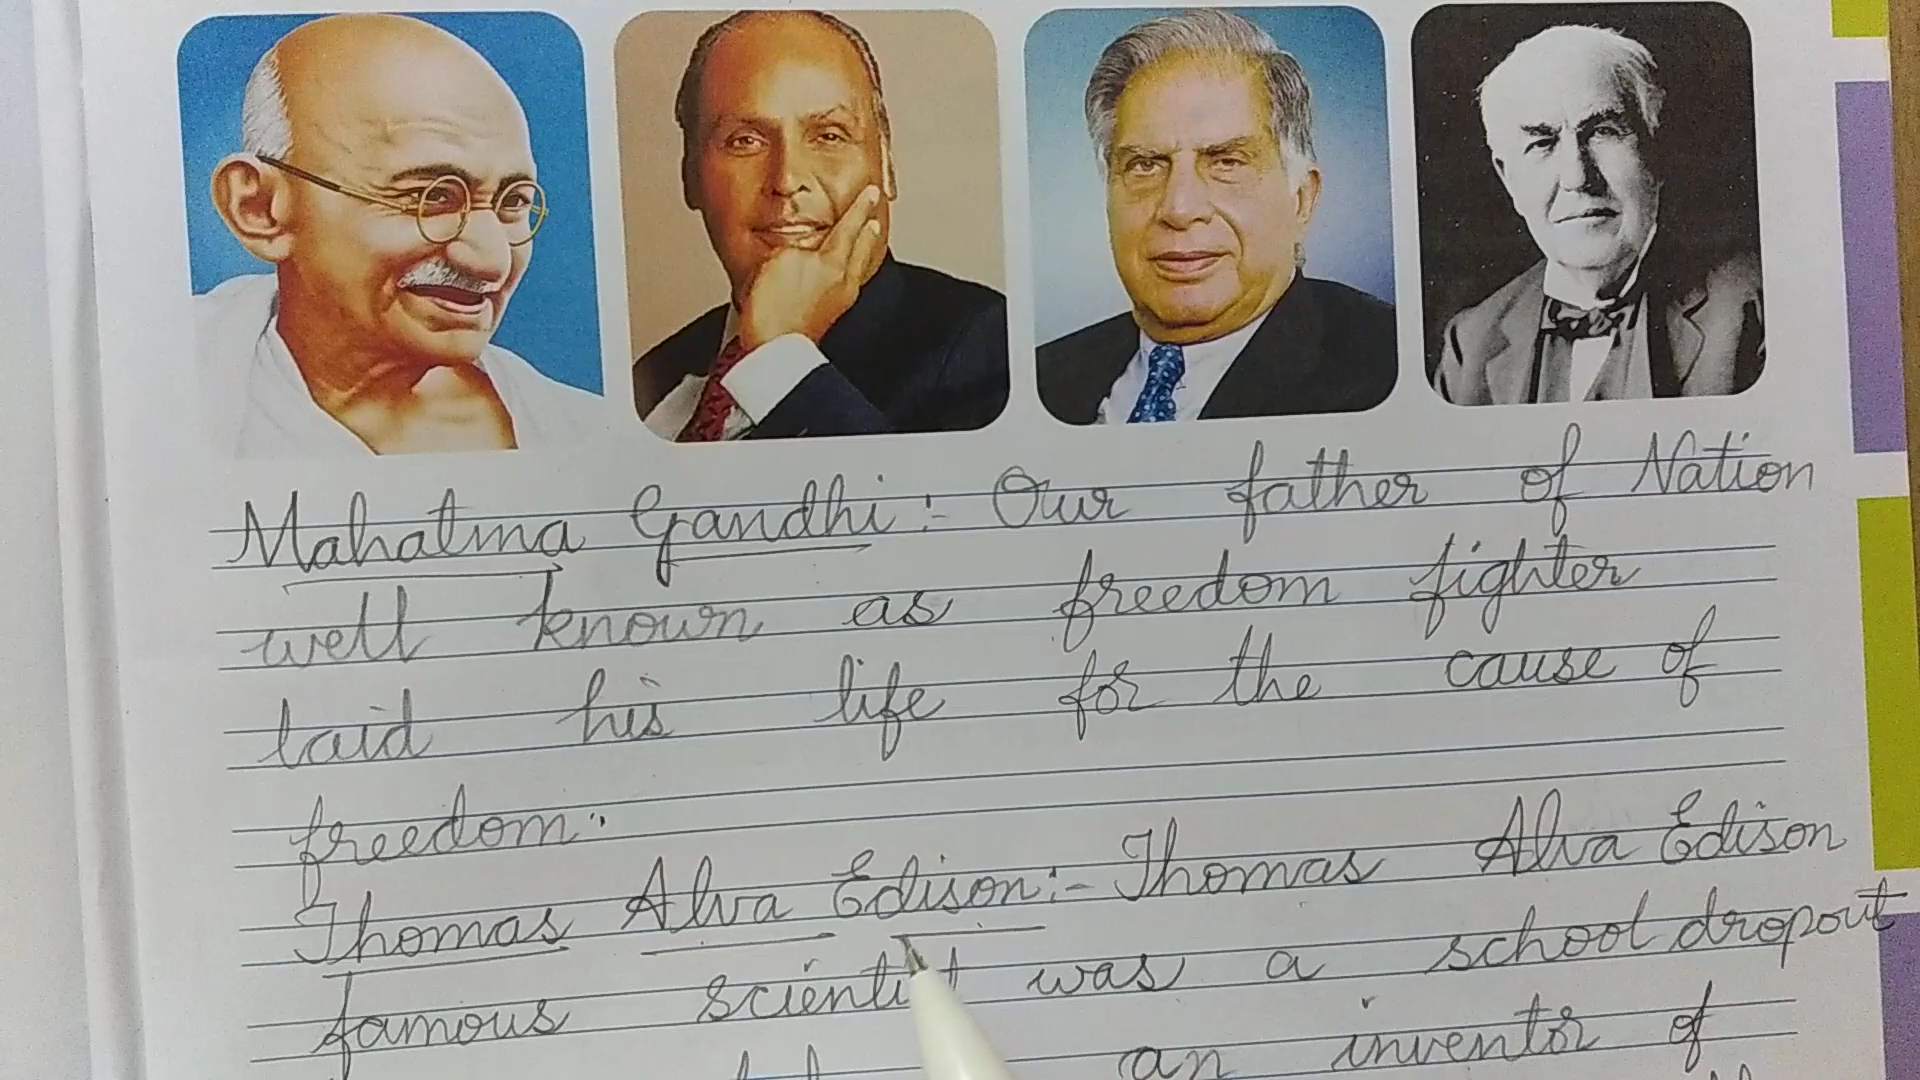 Mahatma Gandhi :- Our father of Nation
well known as freedom fighter
laid his life for the cause of
freedom.
Thomas Alva Edison :- Thomas Alva Edison
famous scientist was a school dropout
an inventor of